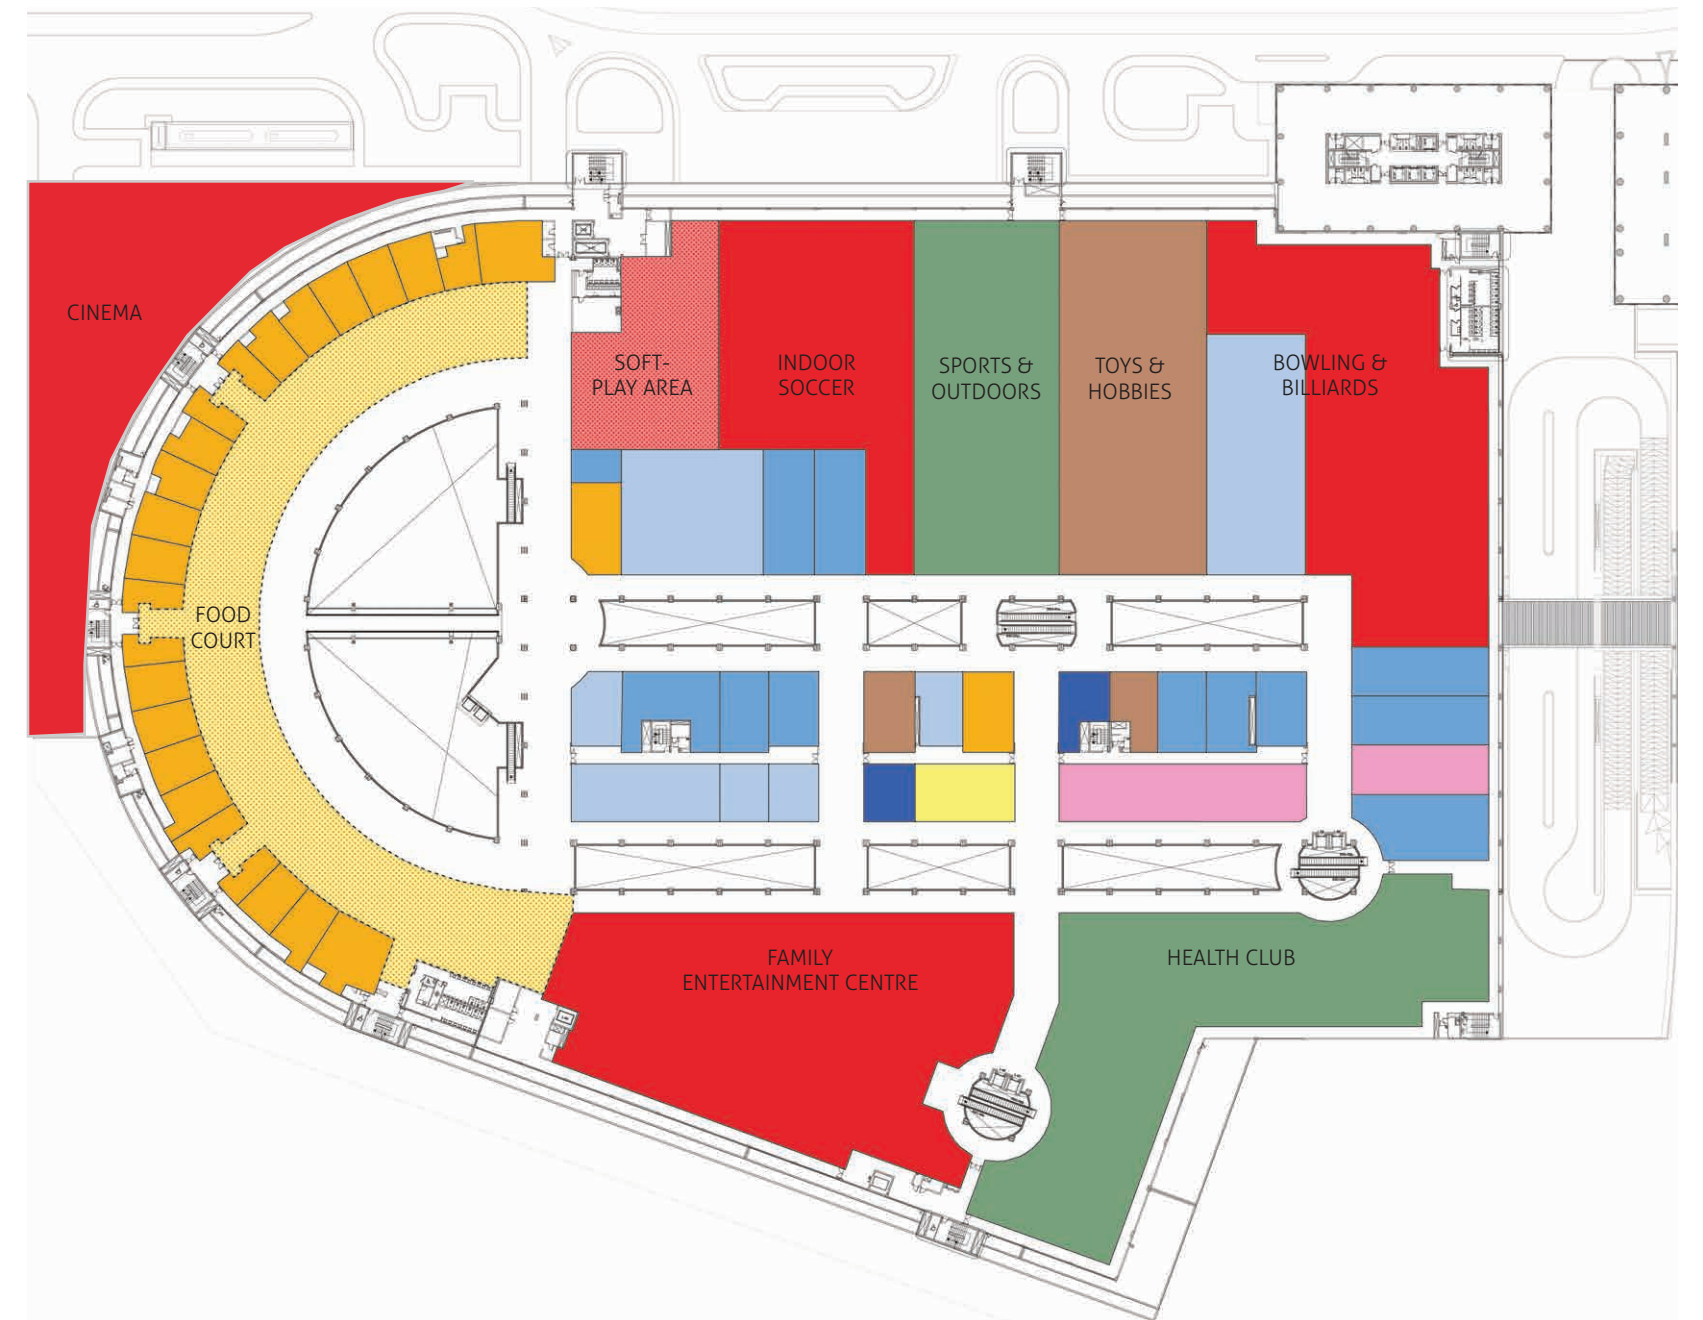 CINEMA
SOFT-
PLAY AREA
INDOOR
SOCCER
SPORTS &
OUTDOORS
TOYS &
HOBBIES
BOWLING &
BILLIARDS
FOOD
COURT
FAMILY
ENTERTAINMENT CENTRE
HEALTH CLUB